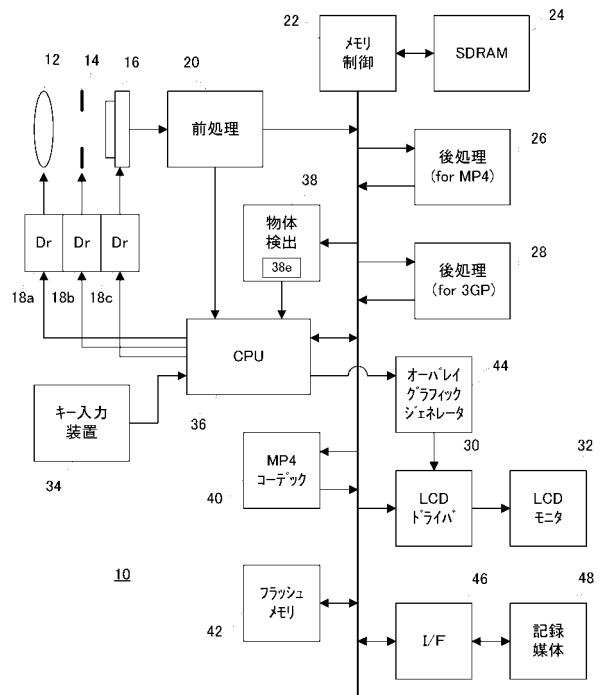 22
メモリ
制御
24
SDRAM
12
14
16
20
前処理
26
後処理
(for MP4)
38
物体
検出
38e
28
後処理
(for 3GP)
Dr
Dr
Dr
18a
18b
18c
CPU
36
44
オーバレイ
グラフィック
ジェネレータ
キー入力
装置
34
MP4
コーデック
40
30
LCD
ドライバ
32
LCD
モニタ
10
フラッシュ
メモリ
42
46
I/F
48
記録
媒体